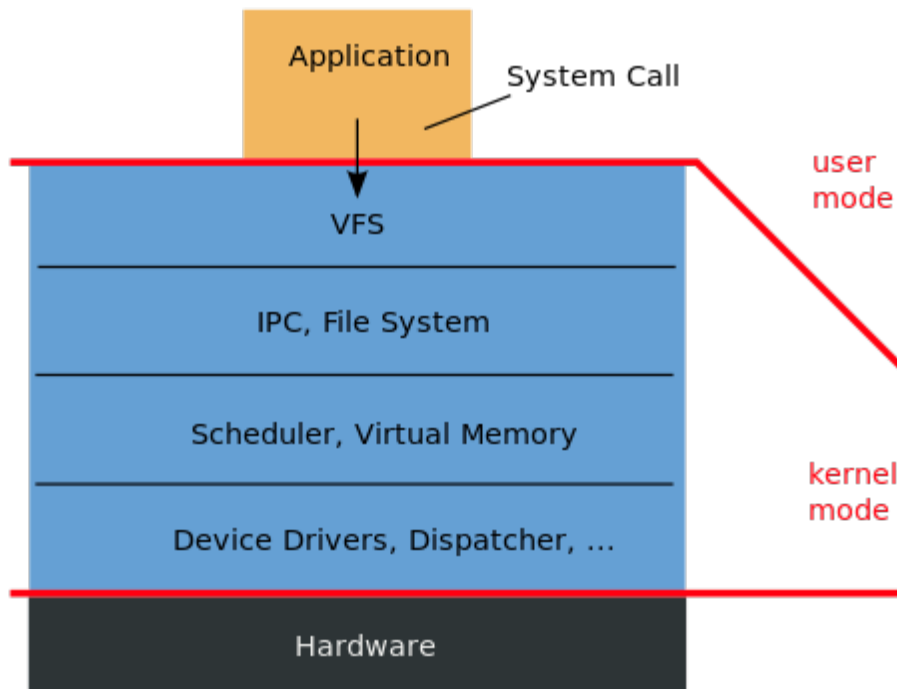 Application
System Call
user
mode
VFS
IPC, File System
Scheduler, Virtual Memory
kernel
mode
Device Drivers, Dispatcher, ...
Hardware